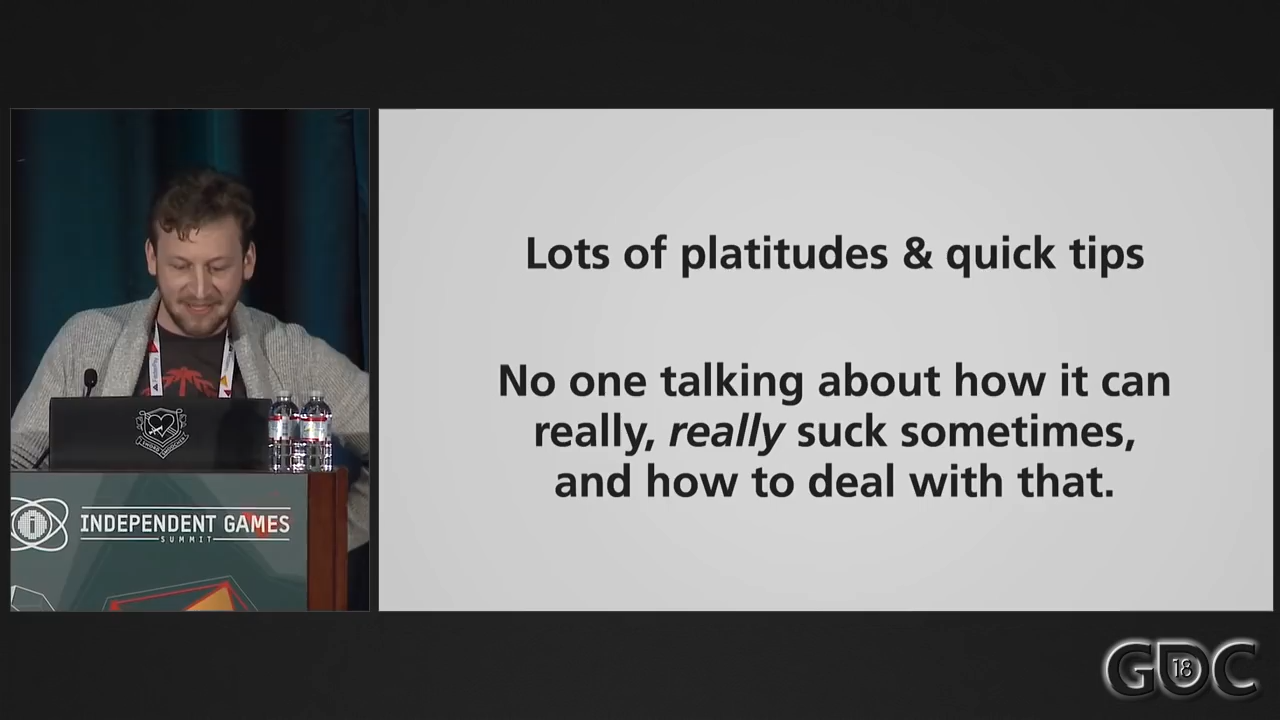 Lots of platitudes & quick tips
No one talking about how it can
really, really suck sometimes,
and how to deal with that.
INDEPENDENT GAMES
SUMMIT
GDC
18